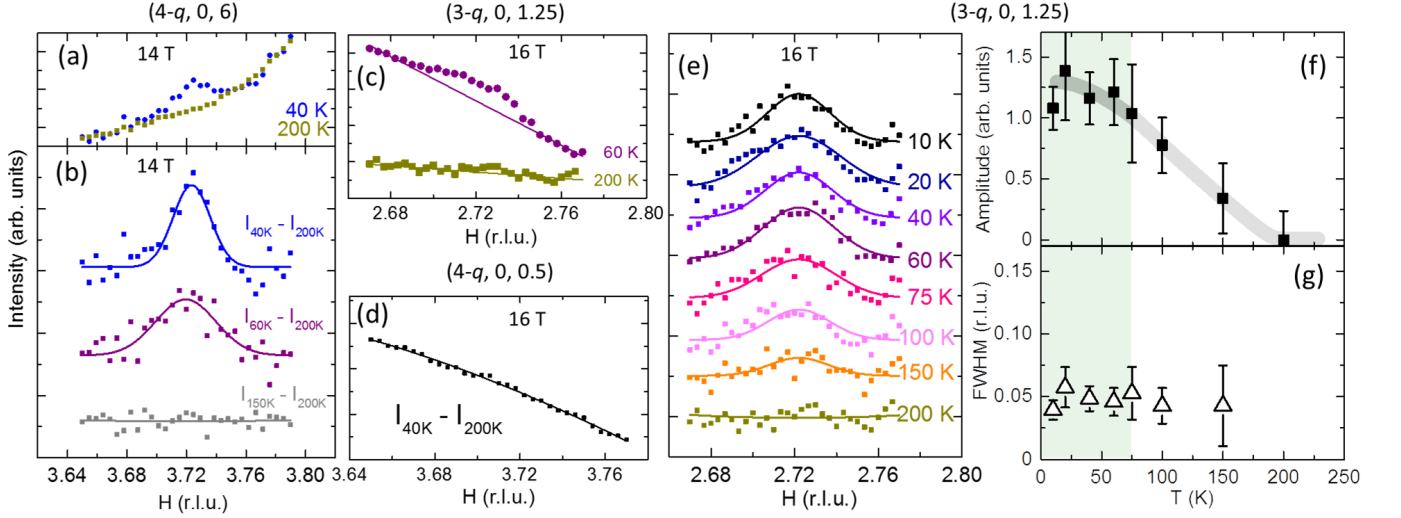 (4-q, 0, 6)
(3-q, 0, 1.25)
(3-q, 0, 1.25)
Intensity (arb. units)
(a)
14 T
40 K
200 K
(b)
14 T
I40K – I200K
I60K – I200K
I150K – I200K
3.64 3.68 3.72 3.76 3.80
H (r.l.u.)
(c)
16 T
60 K
200 K
2.68 2.72 2.76 2.80
H (r.l.u.)
(4-q, 0, 0.5)
(d)
16 T
I40K – I200K
3.64 3.68 3.72 3.76
H (r.l.u.)
(e)
16 T
10 K
20 K
40 K
60 K
75 K
100 K
150 K
200 K
2.68 2.72 2.76 2.80
H (r.l.u.)
Amplitude (arb. units)
(f)
1.5
1.0
0.5
0
FWHM (r.l.u.)
(g)
0.15
0.10
0.05
0
0 50 100 150 200 250
T (K)